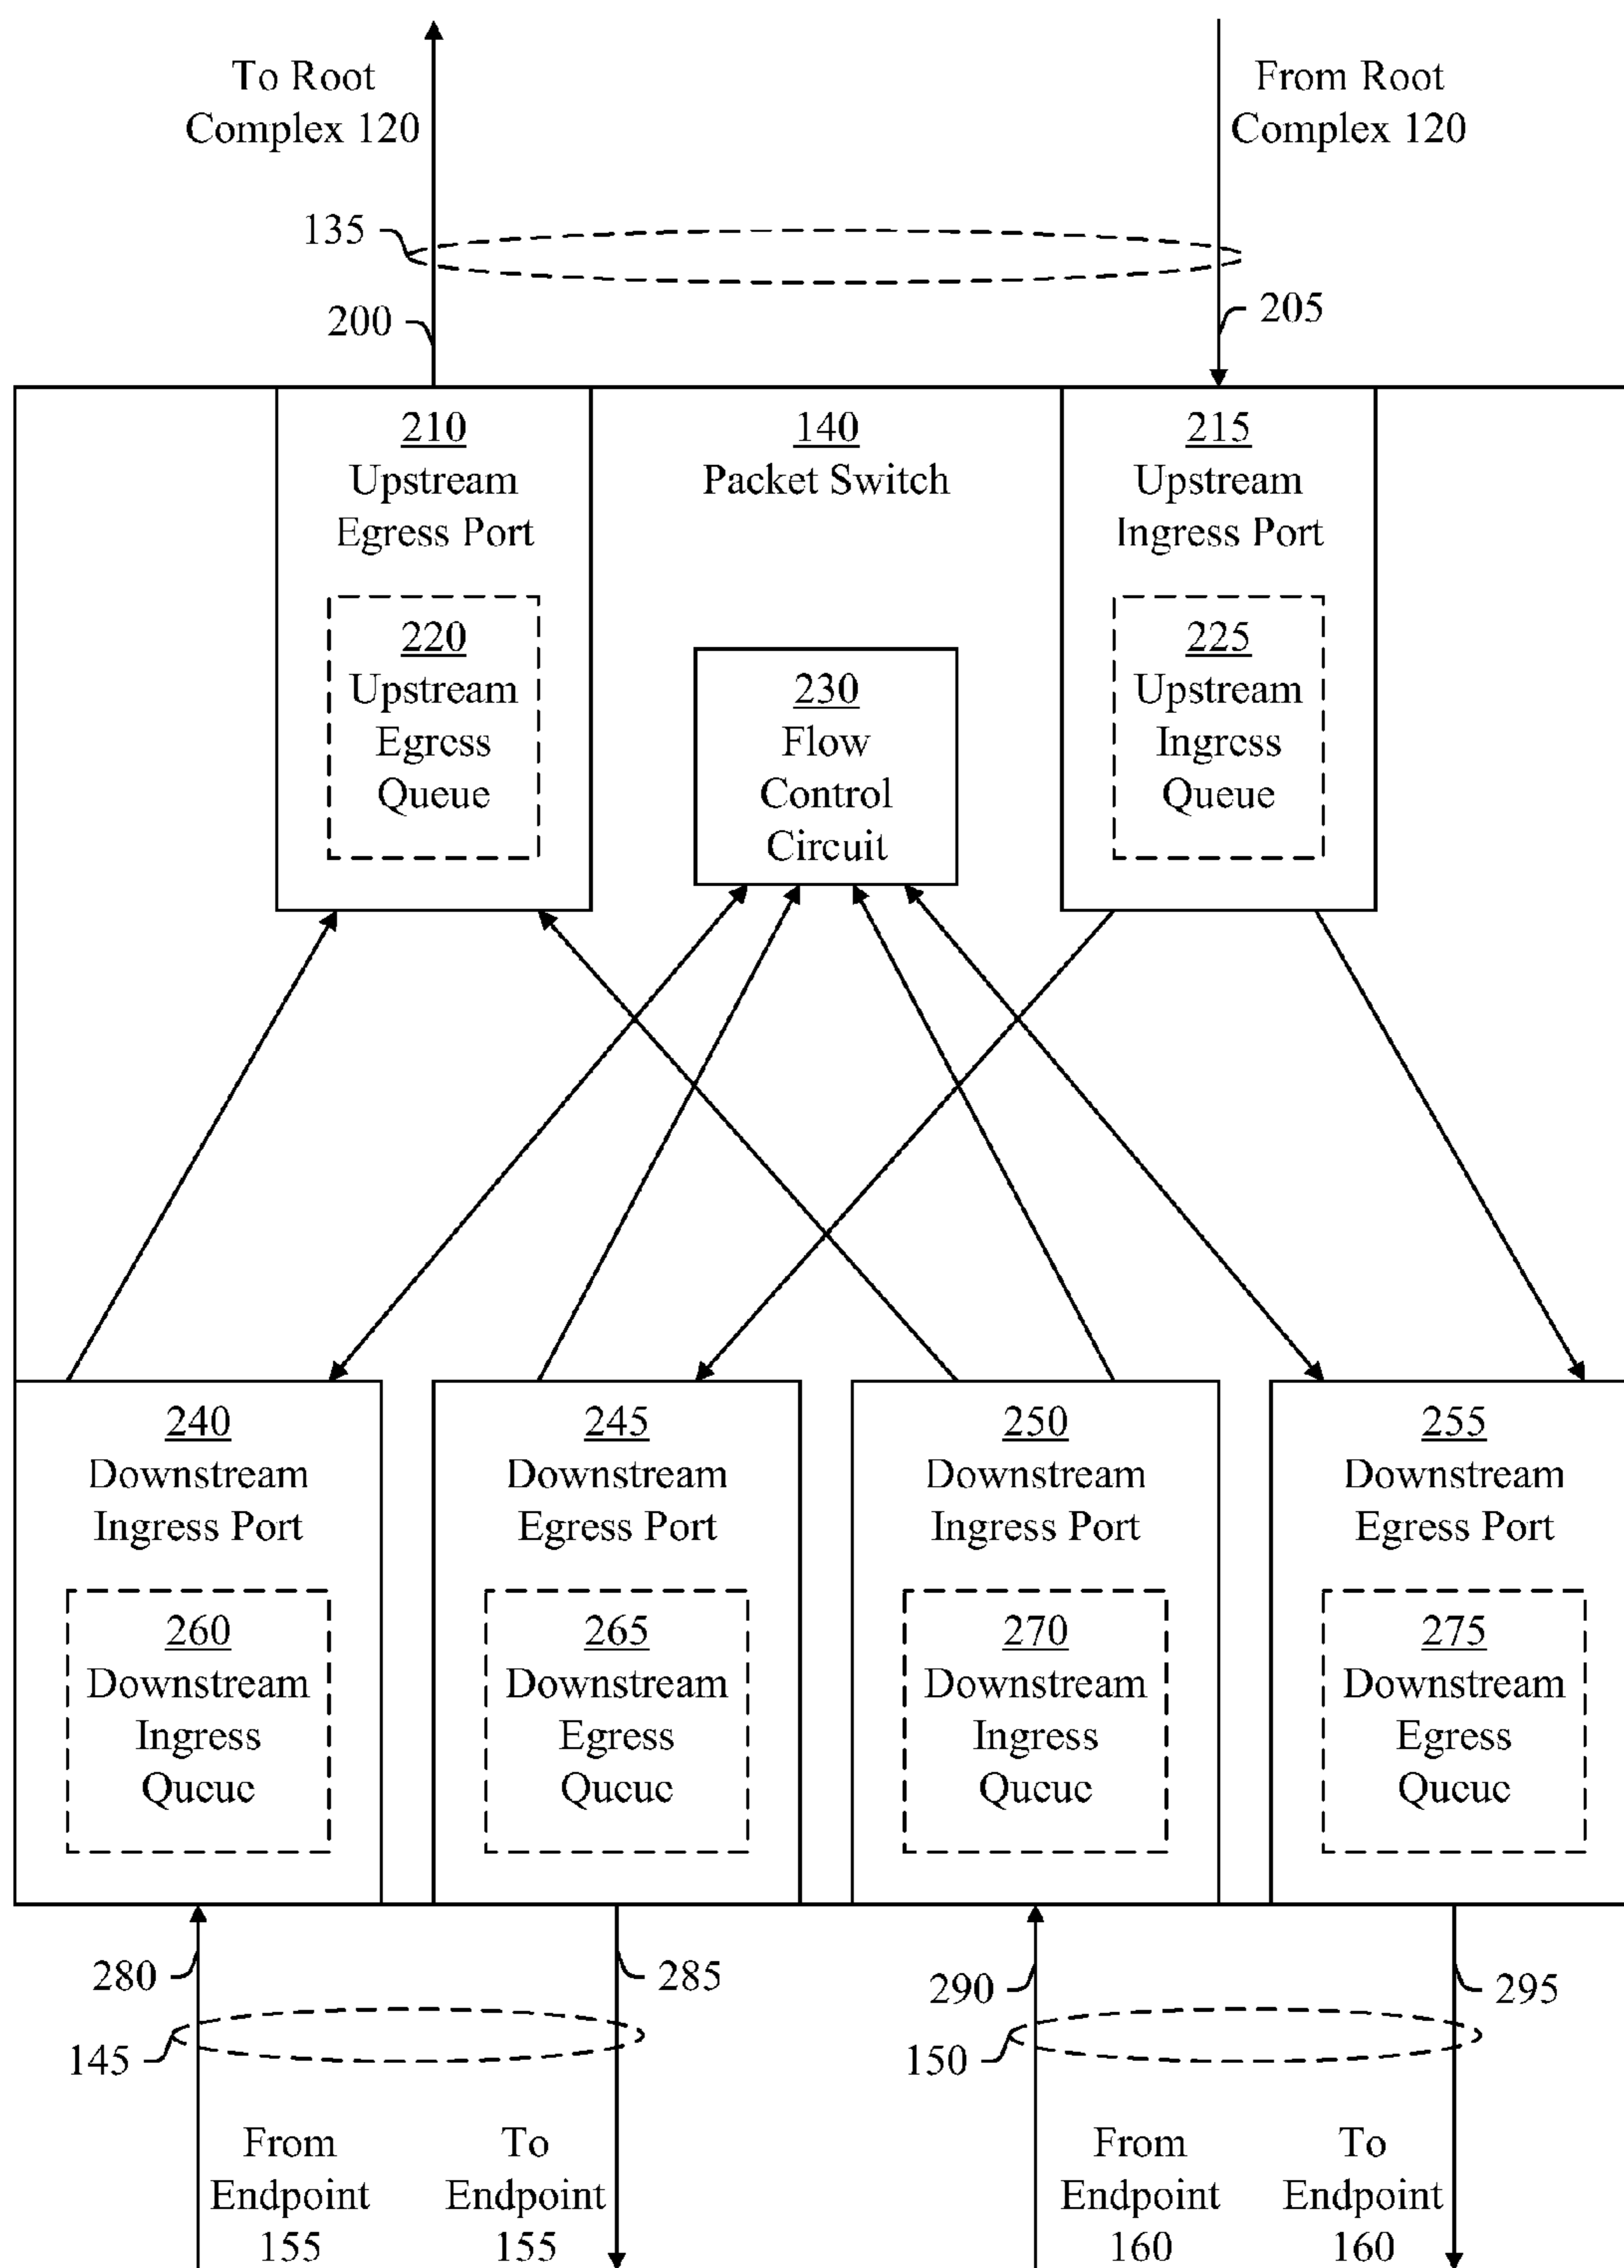 To Root
Complex 120
From Root
Complex 120
135
200
205
210
Upstream
Egress Port
140
Packet Switch
215
Upstream
Ingress Port
220
Upstream
Egress
Queue
230
Flow
Control
Circuit
225
Upstream
Ingress
Queue
240
Downstream
Ingress Port
245
Downstream
Egress Port
250
Downstream
Ingress Port
255
Downstream
Egress Port
260
Downstream
Ingress
Queue
265
Downstream
Egress
Queue
270
Downstream
Ingress
Queue
275
Downstream
Egress
Queue
280
285
290
295
145
150
From
Endpoint
155
To
Endpoint
155
From
Endpoint
160
To
Endpoint
160